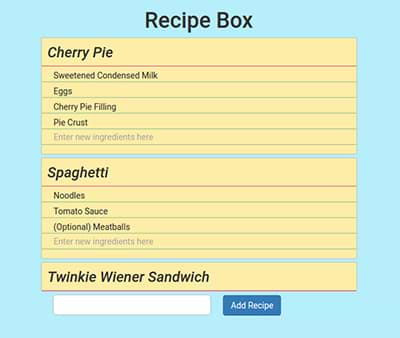 Recipe Box
Cherry Pie
Sweetened Condensed Milk
Eggs
Cherry Pie Filling
Pie Crust
Enter new ingredients here
Spaghetti
Noodles
Tomato Sauce
(Optional) Meatballs
Enter new ingredients here
Twinkie Wiener Sandwich
Add Recipe